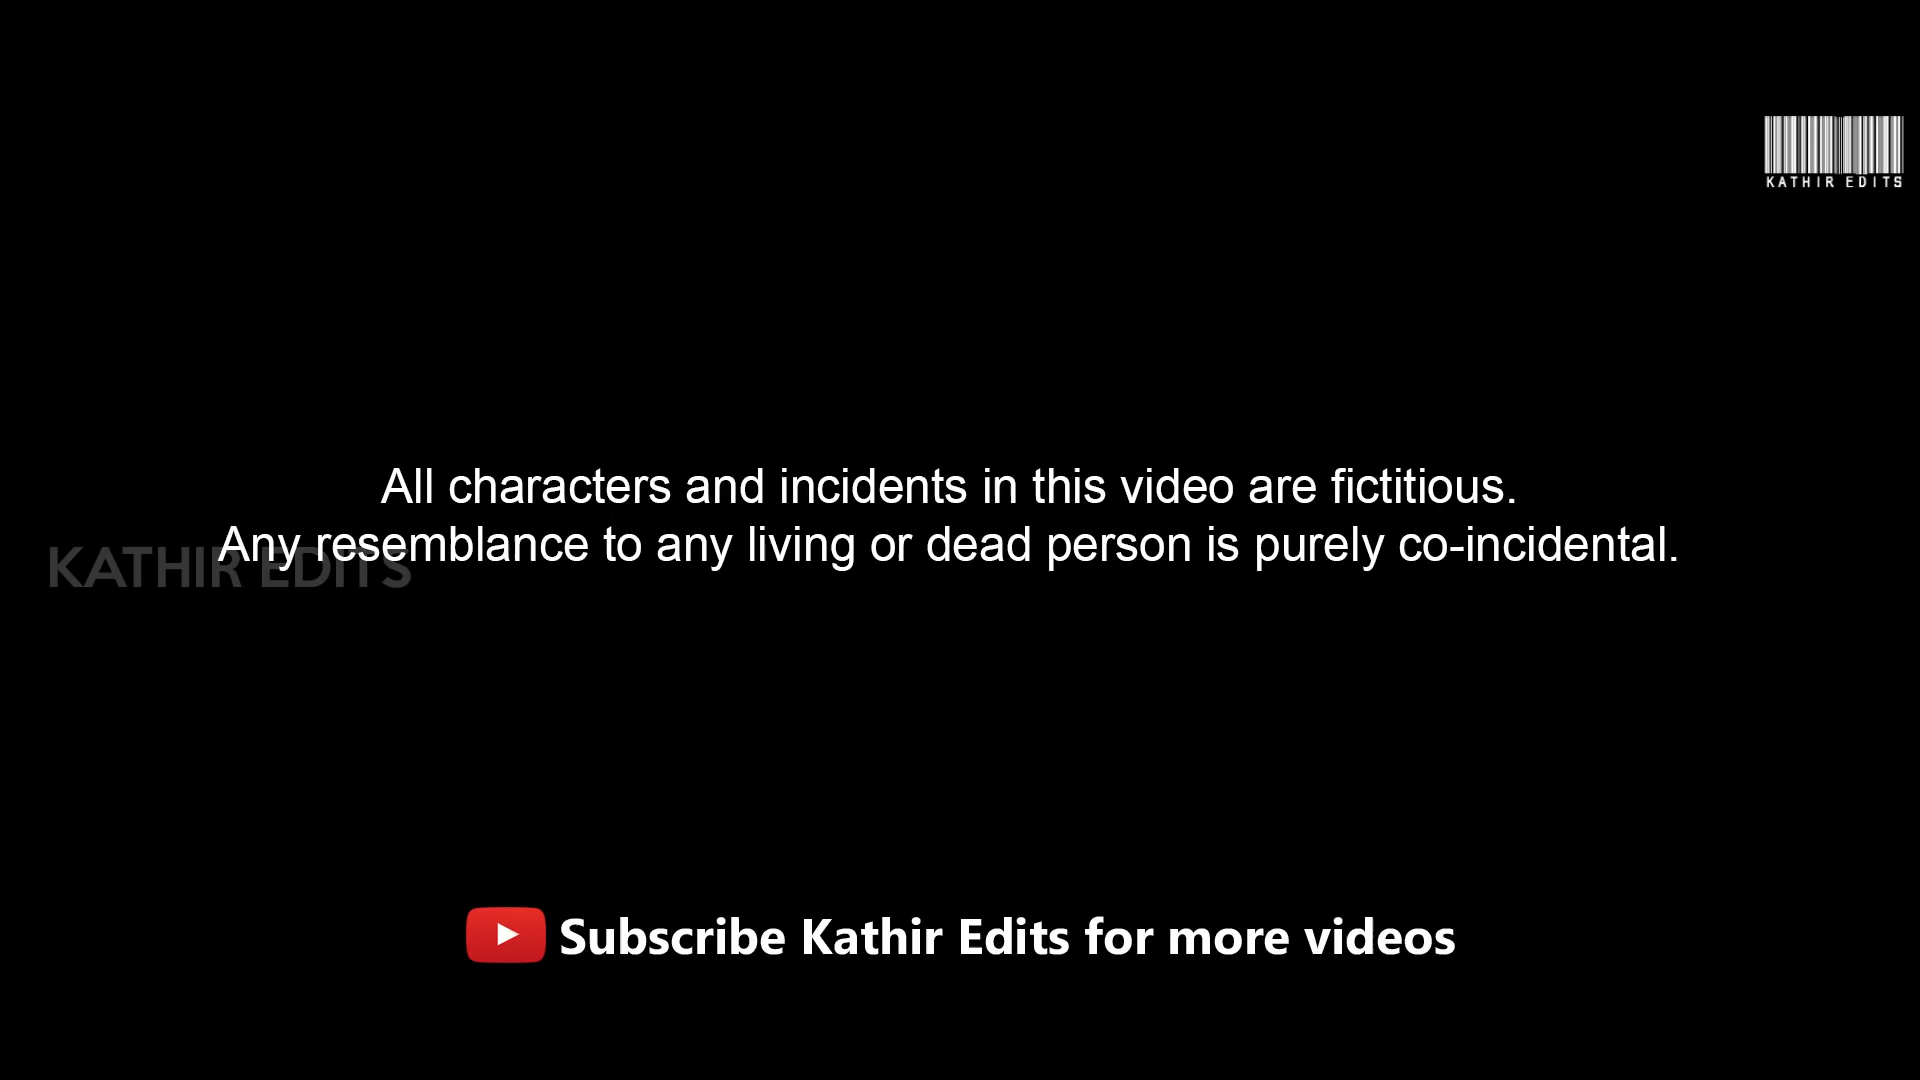 KATHIR EDITS
All characters and incidents in this video are fictitious.
Any resemblance to any living or dead person is purely co-incidental.
KATHIR EDITS
Subscribe Kathir Edits for more videos